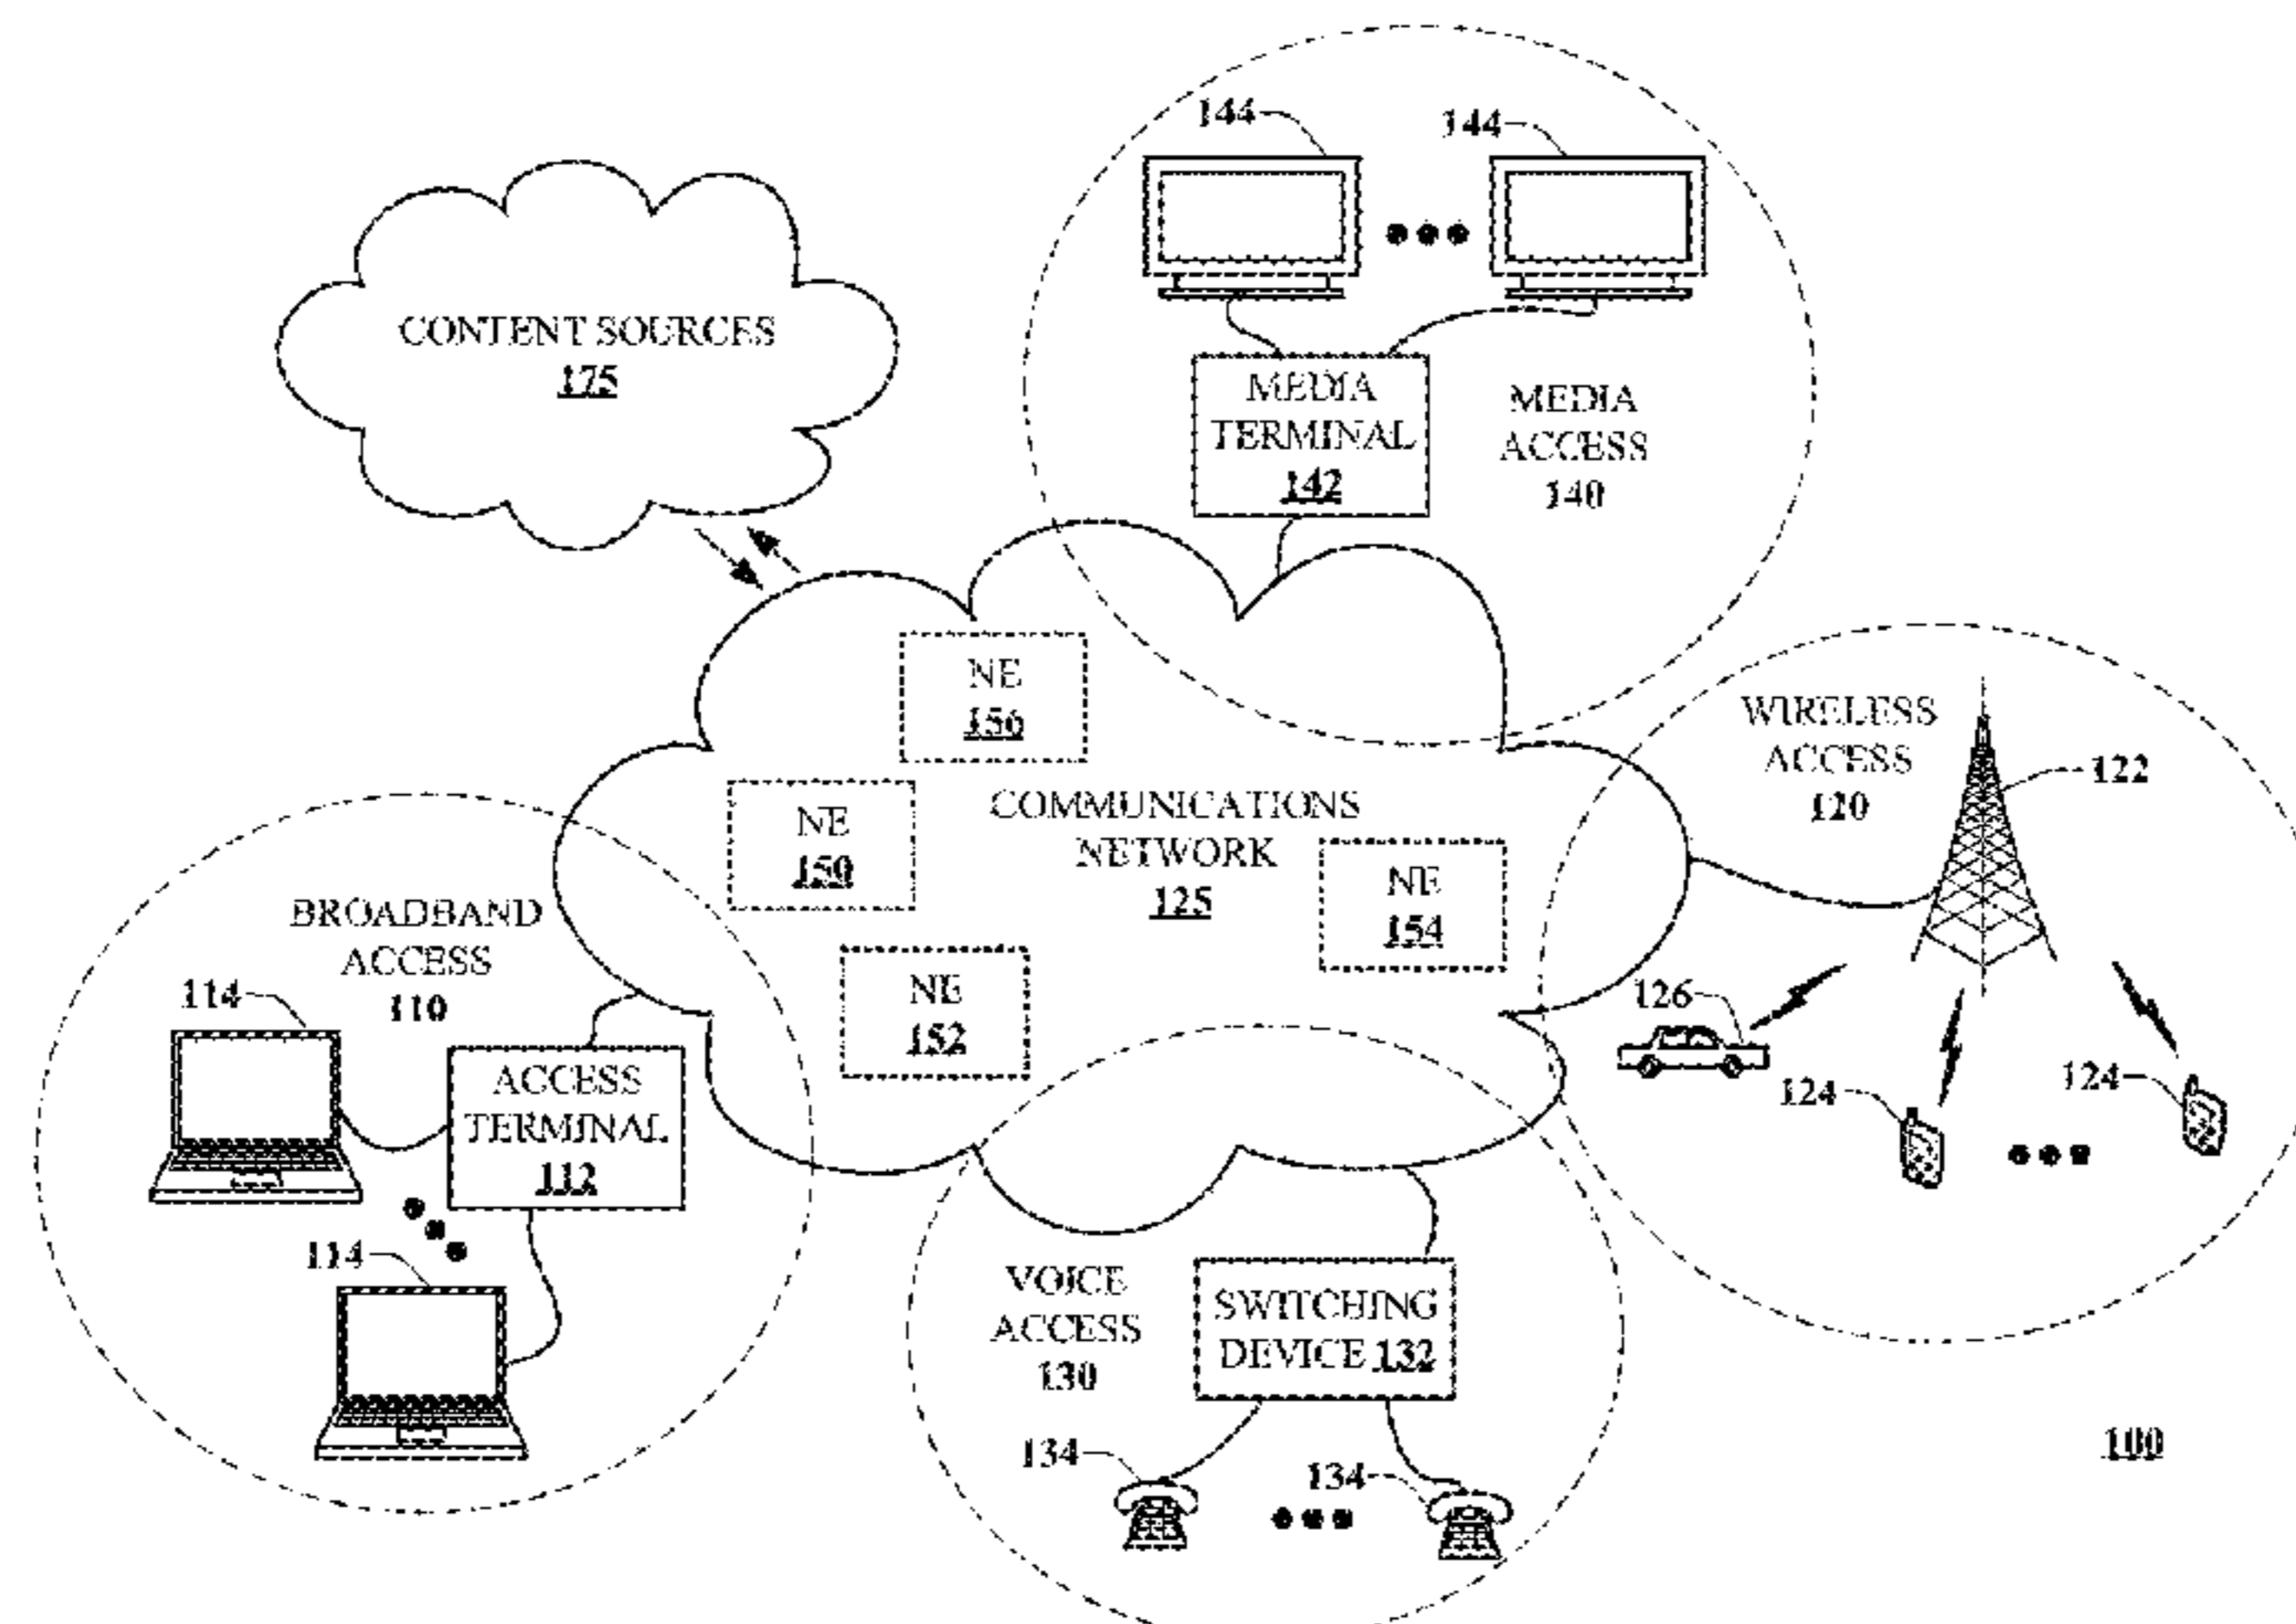 144
144
CONTENT SOURCES
175
MEDIA
TERMINAL
142
MEDIA
ACCESS
140
NE
156
WIRELESS
ACCESS
120
122
NE
150
COMMUNICATIONS
NETWORK
125
NE
154
BROADBAND
ACCESS
110
114
NE
152
126
124
124
ACCESS
TERMINAL
112
114
VOICE
ACCESS
130
SWITCHING
DEVICE 132
134
134
100